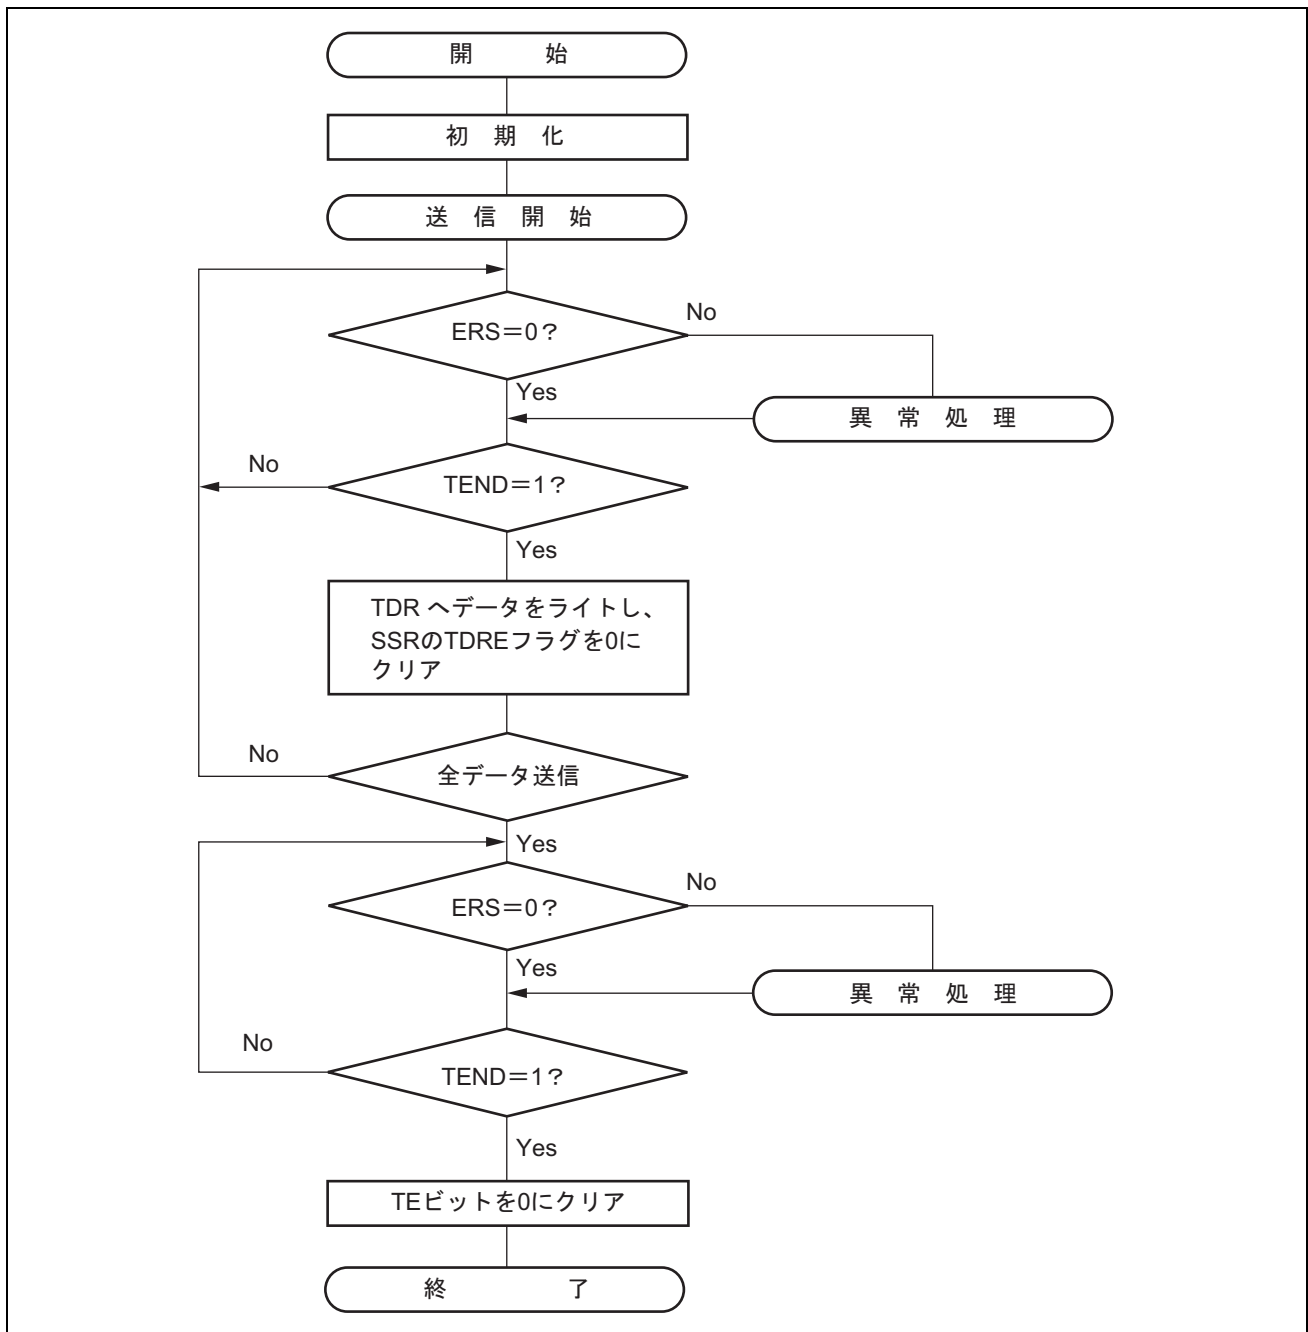 開始
初期化
送信開始
ERS=0?
No
Yes
異常処理
No
TEND=1?
Yes
TDR へデータをライトし、
SSRのTDREフラグを0に
クリア
No
全データ送信
Yes
ERS=0?
No
Yes
異常処理
No
TEND=1?
Yes
TEビットを0にクリア
終了